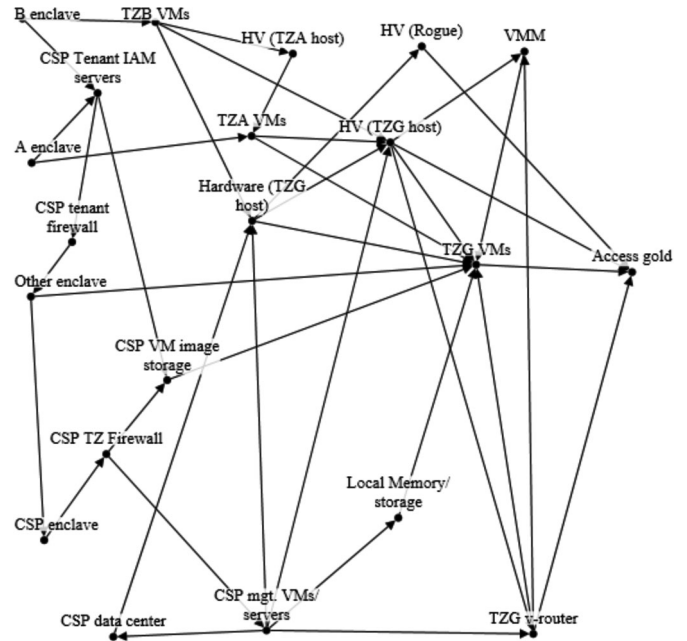 B enclave
TZB VMs
HV (TZA host)
HV (Rogue)
VMM
CSP Tenant IAM
servers
TZA VMs
HV (TZG host)
A enclave
Hardware (TZG
host)
CSP tenant
firewall
TZG VMs
Access gold
Other enclave
CSP VM image
storage
CSP TZ Firewall
Local Memory/
storage
CSP enclave
CSP mgt. VMs/
servers
CSP data center
TZG v-router